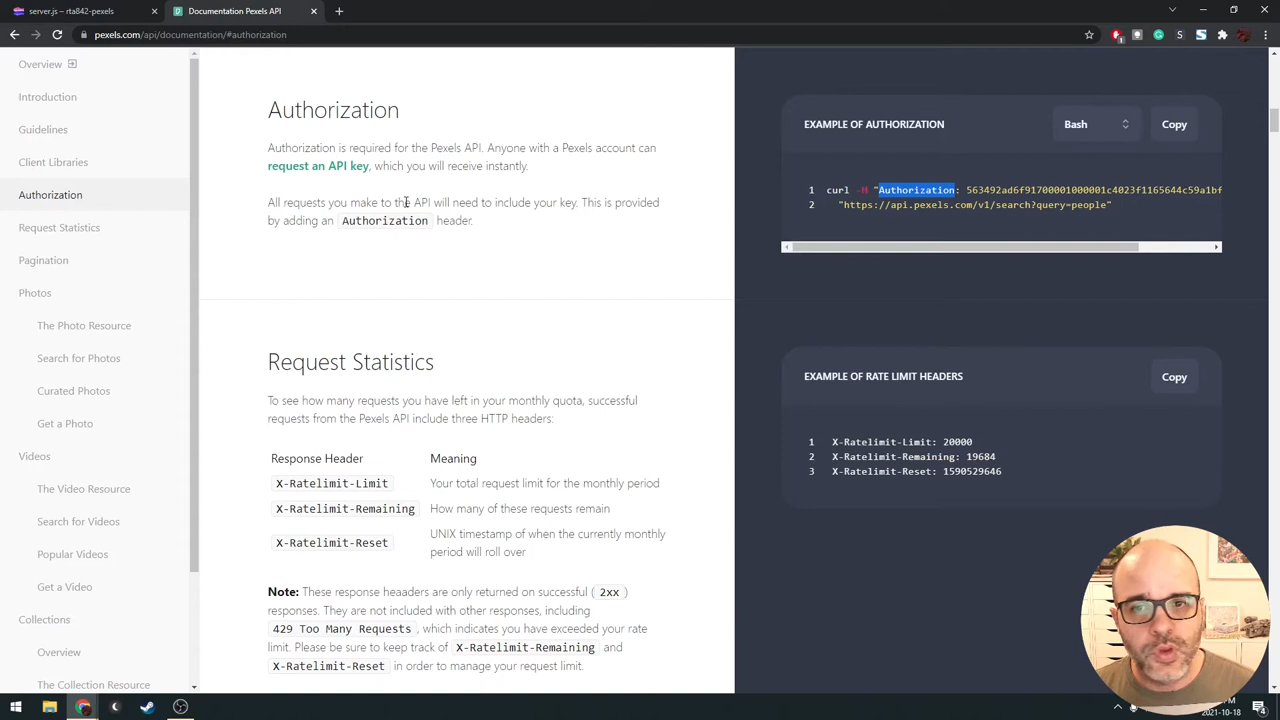 server.js – rta842-pexels
Documentation Pexels API
pexels.com/api/documentation/#authorization
Overview
Introduction
Guidelines
Client Libraries
Authorization
Request Statistics
Pagination
Photos
The Photo Resource
Search for Photos
Curated Photos
Get a Photo
Videos
The Video Resource
Search for Videos
Popular Videos
Get a Video
Collections
Overview
The Collection Resource
Authorization
Authorization is required for the Pexels API. Anyone with a Pexels account can
request an API key, which you will receive instantly.
All requests you make to the API will need to include your key. This is provided
by adding an Authorization header.
Request Statistics
To see how many requests you have left in your monthly quota, successful
requests from the Pexels API include three HTTP headers:
Response Header Meaning
X-Ratelimit-Limit Your total request limit for the monthly period
X-Ratelimit-Remaining How many of these requests remain
X-Ratelimit-Reset UNIX timestamp of when the currently monthly
period will roll over
Note: These response heaaders are only returned on successful ( 2xx )
responses. They are not included with other responses, including
429 Too Many Requests , which indicates you have exceeded your rate
limit. Please be sure to keep track of X-Ratelimit-Remaining and
X-Ratelimit-Reset in order to manage your request limit.
EXAMPLE OF AUTHORIZATION
Bash
Copy
1 curl -H "Authorization: 563492ad6f91700001000001c4023f1165644c59a1bf
2 "https://api.pexels.com/v1/search?query=people"
EXAMPLE OF RATE LIMIT HEADERS
Copy
1 X-Ratelimit-Limit: 20000
2 X-Ratelimit-Remaining: 19684
3 X-Ratelimit-Reset: 1590529646
2021-10-18